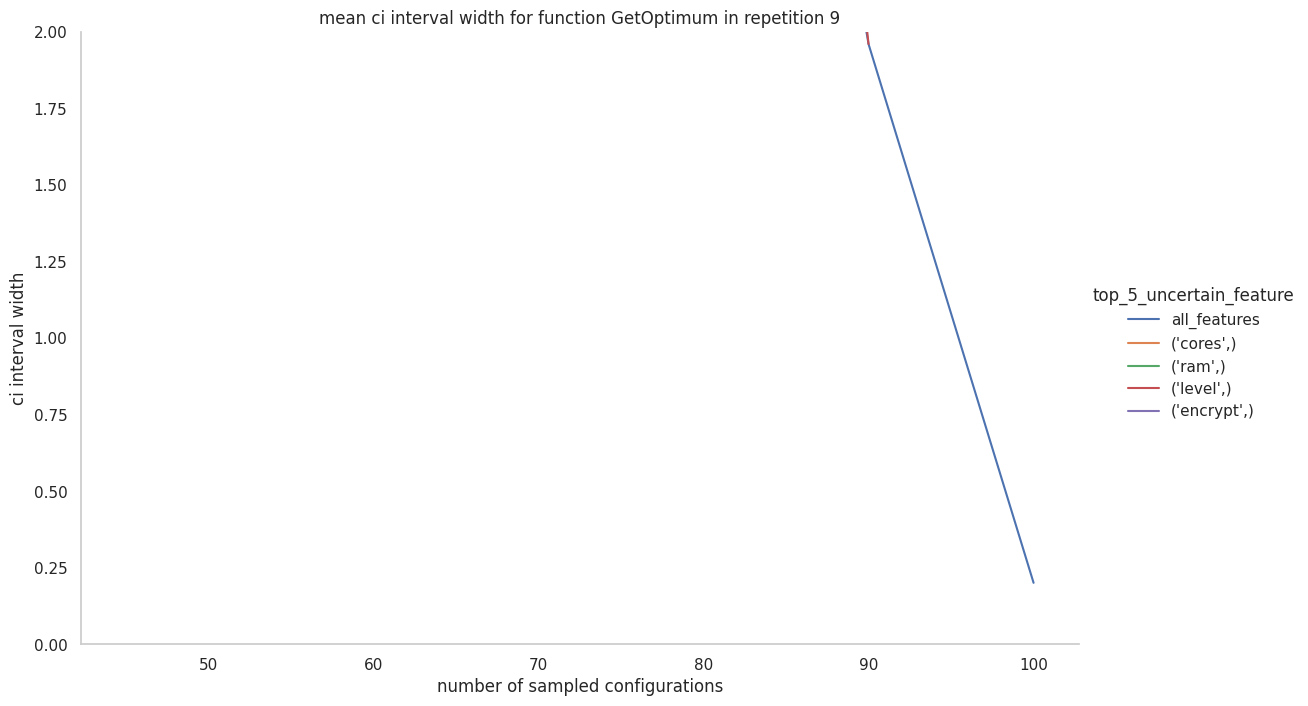 mean ci interval width for function GetOptimum in repetition 9
2.00
1.75
1.50
1.25
1.00
0.75
0.50
0.25
0.00
ci interval width
50 60 70 80 90 100
number of sampled configurations
top_5_uncertain_feature
all_features
('cores',)
('ram',)
('level',)
('encrypt',)